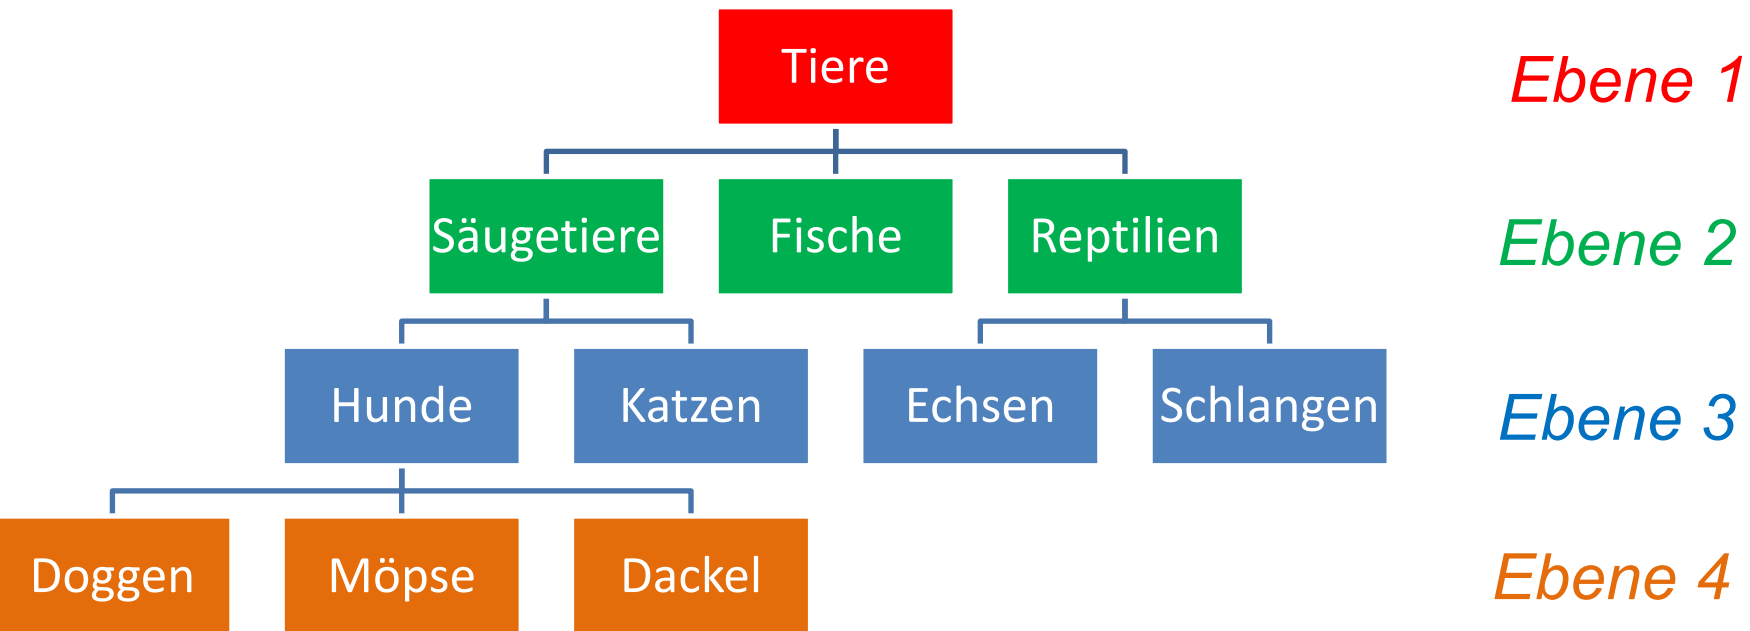 Tiere
Ebene 1
Säugetiere
Fische
Reptilien
Ebene 2
Hunde
Katzen
Echsen
Schlangen
Ebene 3
Doggen
Möpse
Dackel
Ebene 4